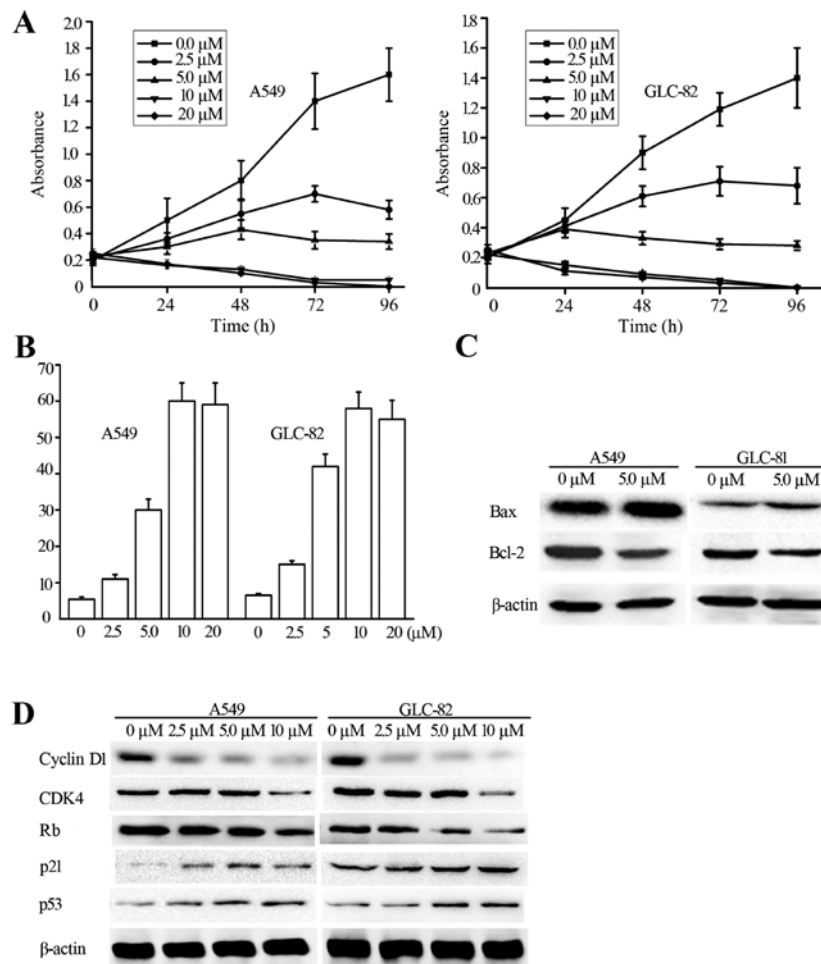 A
0.0 µM
2.5 µM
5.0 µM
10 µM
20 µM
A549
2.0
1.8
1.6
1.4
1.2
1.0
0.8
0.6
0.4
0.2
0
Absorbance
0 24 48 72 96
Time (h)
0.0 µM
2.5 µM
5.0 µM
10 µM
20 µM
GLC-82
1.8
1.6
1.4
1.2
1.0
0.8
0.6
0.4
0.2
0
Absorbance
0 24 48 72 96
Time (h)
B
70
60
50
40
30
20
10
0
A549 GLC-82
0 2.5 5.0 10 20 0 2.5 5 10 20 (µM)
C
A549 GLC-81
0 µM 5.0 µM 0 µM 5.0 µM
Bax
Bcl-2
β-actin
D
A549 GLC-82
0 µM 2.5 µM 5.0 µM 10 µM 0 µM 2.5 µM 5.0 µM 10 µM
Cyclin D1
CDK4
Rb
p21
p53
β-actin